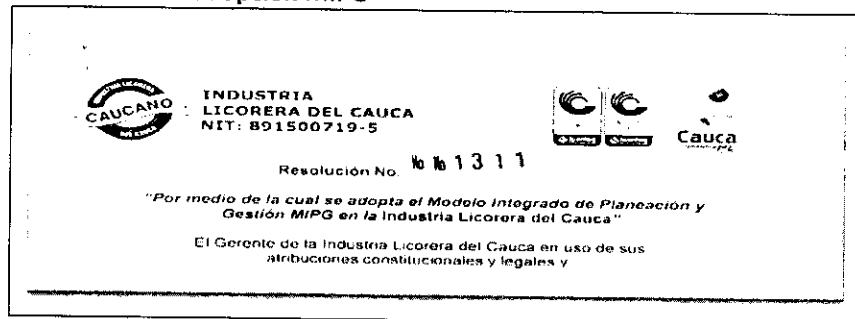 CAUCANO
INDUSTRIA
LICORERA DEL CAUCA
NIT: 891500719-5
Cauca
Resolución No. No No 1311
"Por medio de la cual se adopta el Modelo Integrado de Planeación y
Gestión MIPG en la Industria Licorera del Cauca"
El Gerente de la Industria Licorera del Cauca en uso de sus
atribuciones constitucionales y legales y